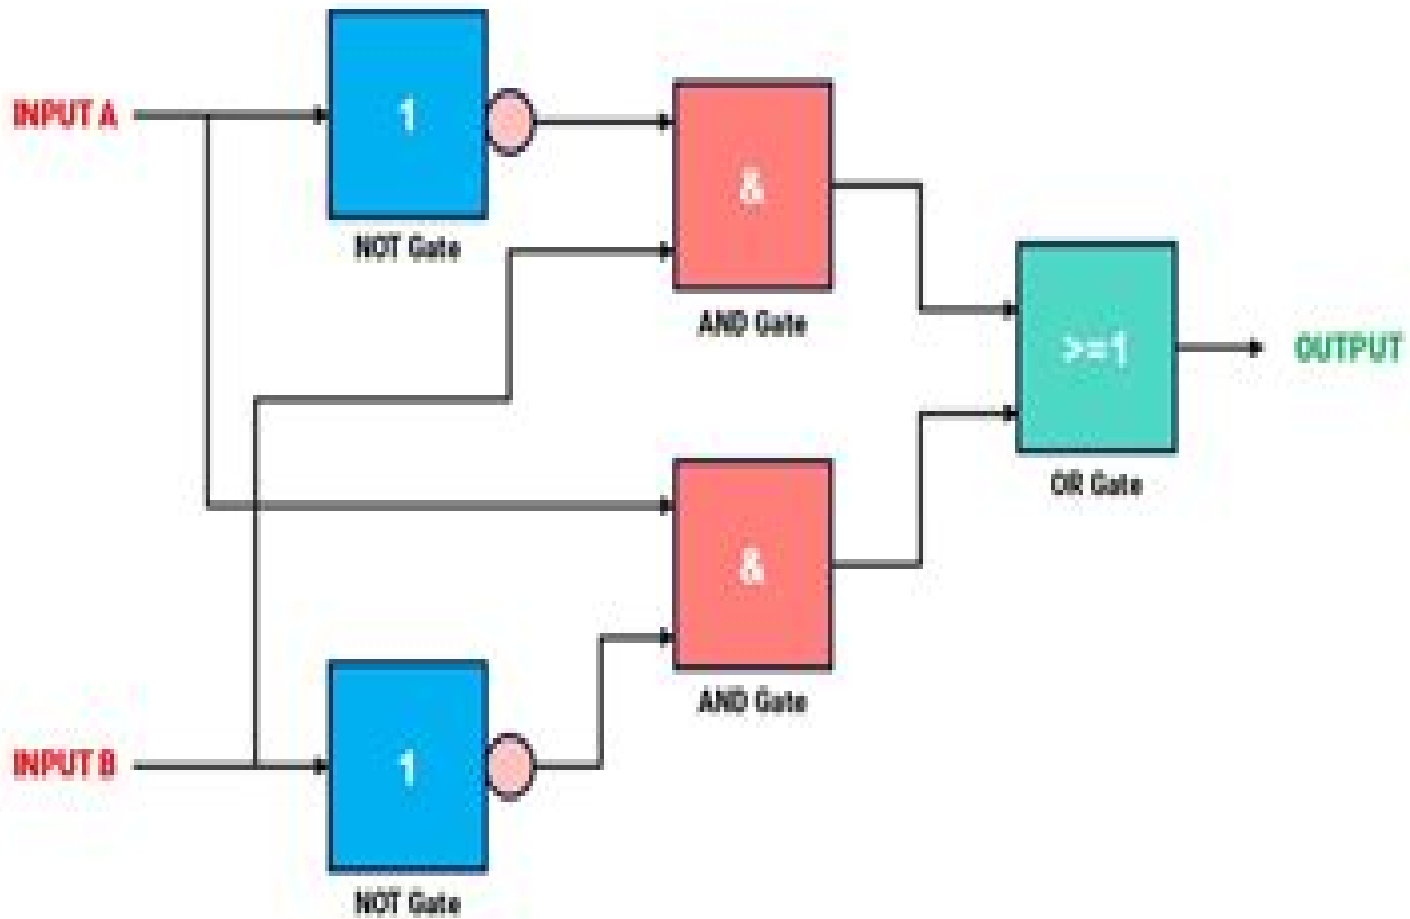 1
INPUT A
&
NOT Gate
AND Gate
>=1
OUTPUT
OR Gate
&
AND Gate
INPUT B
1
NOT Gate